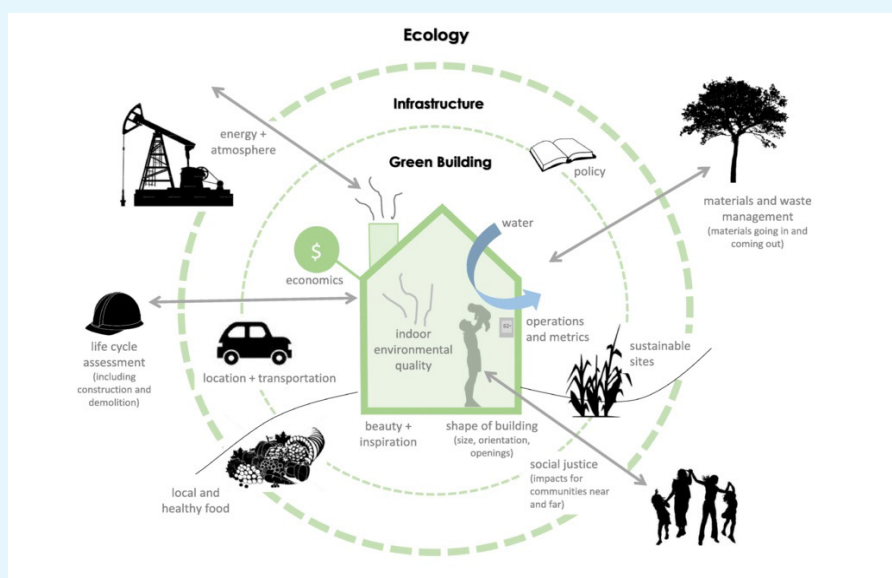 Ecology
Infrastructure
energy +
atmosphere
Green Building
policy
materials and waste
management
(materials going in and
coming out)
water
$
economics
operations
and metrics
indoor
environmental
quality
life cycle
assessment
(including
construction and
demolition)
location + transportation
sustainable
sites
beauty +
inspiration
shape of building
(size, orientation,
openings)
social justice
(impacts for
communities near
and far)
local and
healthy food